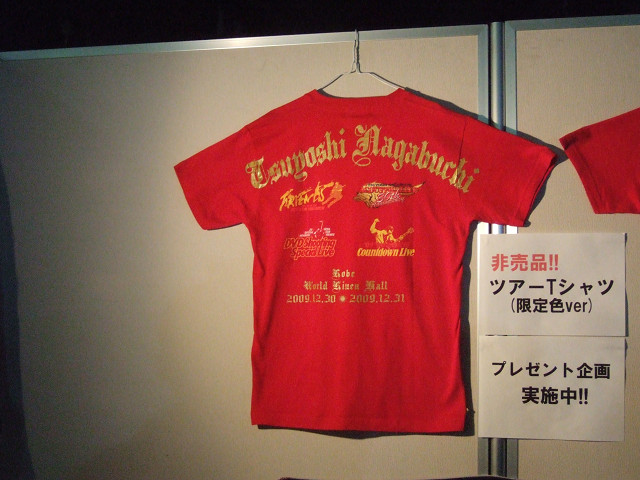 Tsuyoshi Nagabuchi
DVD Shooting
Special Live
Countdown Live
Kobe
World Kinen Hall
2009.12.30 ※ 2009.12.31
非売品!!
ツアーTシャツ
(限定色ver)
プレゼント企画
実施中!!